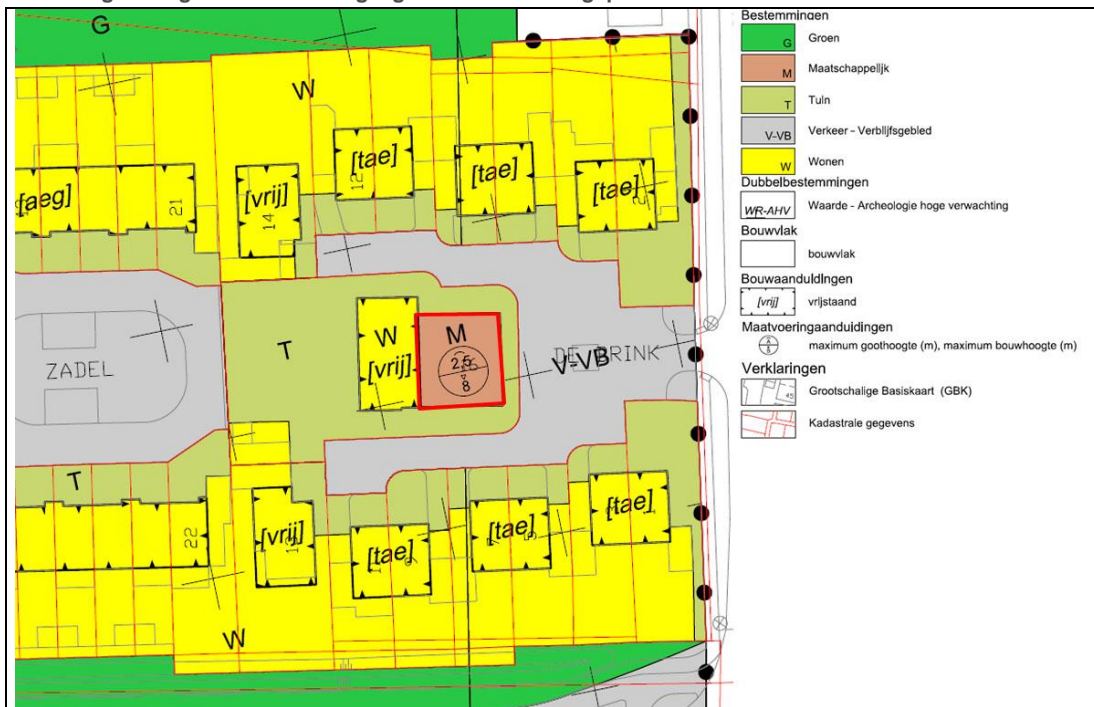 G
W
[tae]
12
[tae]
[tae]
[vrij]
14
[faeg]
21
ZADEL
T
W
[vrij]
M
2,5
8
V-VB
DE BRINK
T
22
[vrij]
[tae]
[tae]
[tae]
W
Bestemmingen
G Groen
M Maatschappelijk
T Tuin
V-VB Verkeer - Verblijfsgebied
W Wonen
Dubbelbestemmingen
WR-AHV Waarde - Archeologie hoge verwachting
Bouwvlak
bouwvlak
Bouwaanduidingen
[vrij] vrijstaand
Maatvoeringaanduidingen
maximum goothoogte (m), maximum bouwhoogte (m)
Verklaringen
45 Grootschalige Basiskaart (GBK)
Kadastrale gegevens